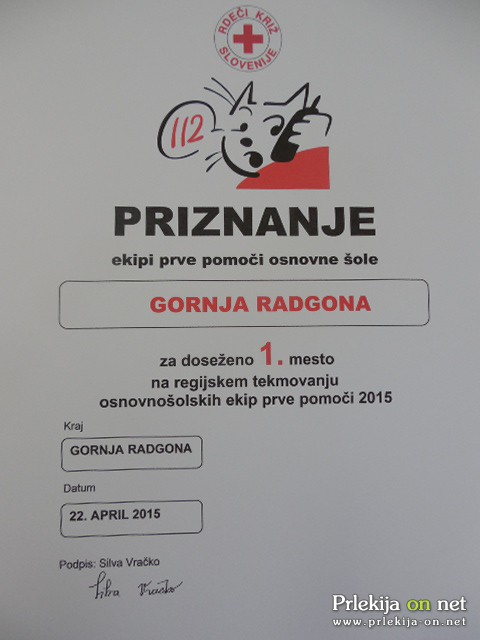 RDEČI KRIŽ
SLOVENIJE
112
PRIZNANJE
ekipi prve pomoči osnovne šole
GORNJA RADGONA
za doseženo 1. mesto
na regijskem tekmovanju
osnovnošolskih ekip prve pomoči 2015
Kraj
GORNJA RADGONA
Datum
22. APRIL 2015
Podpis: Silva Vračko
Silva Vračko
Prlekija on net
www.prlekija-on.net